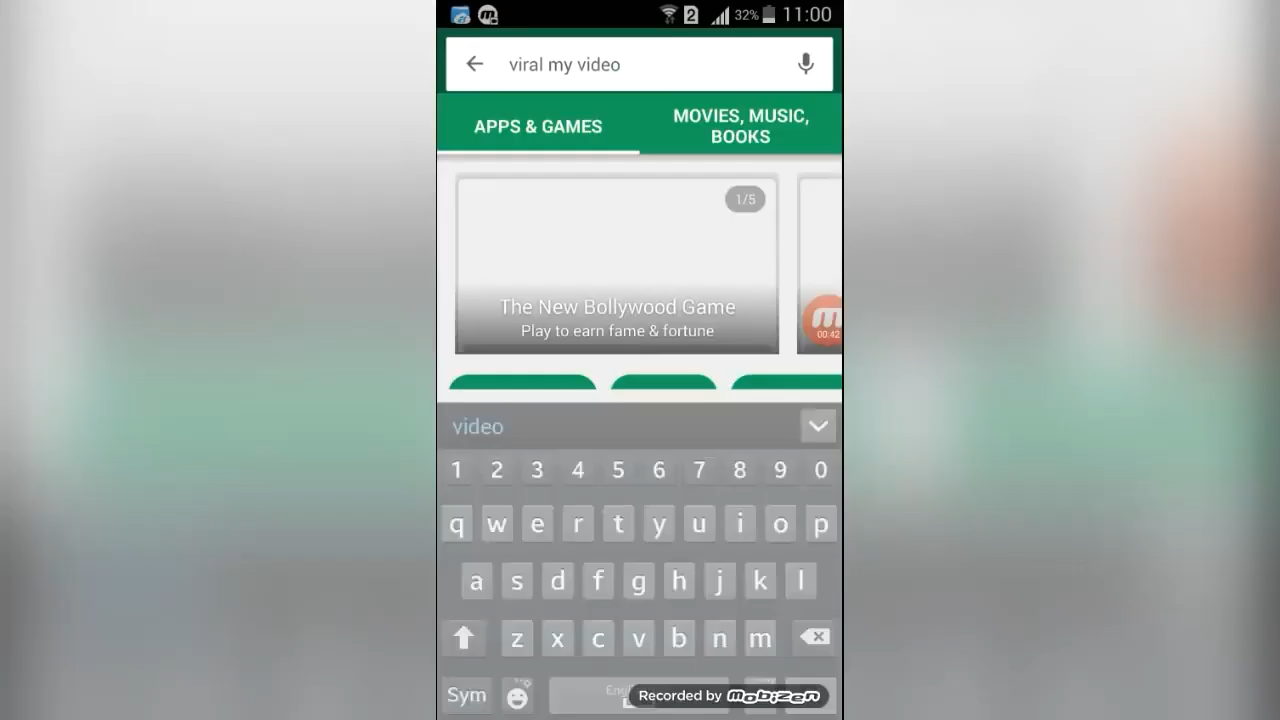 2 32% 11:00
viral my video
APPS & GAMES
MOVIES, MUSIC,
BOOKS
1/5
The New Bollywood Game
Play to earn fame & fortune
00:42
video
1 2 3 4 5 6 7 8 9 0
q w e r t y u i o p
a s d f g h j k l
z x c v b n m
Sym
Recorded by mobizen